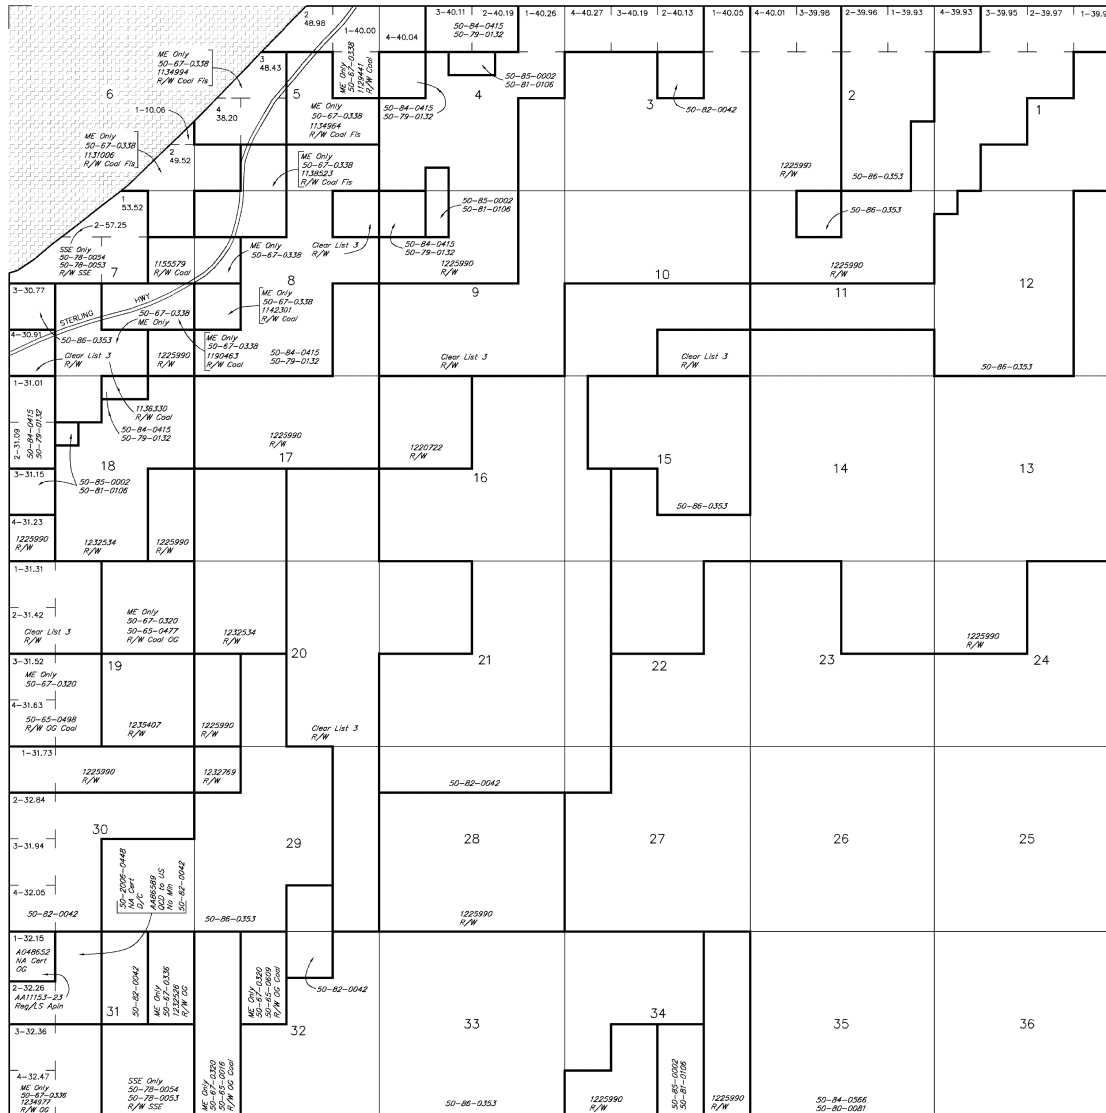 2
48.98
1-40.00
4-40.04
3-40.11
2-40.19
50-84-0415
50-79-0132
1-40.26
4-40.27
3-40.19
2-40.13
1-40.05
4-40.01
3-39.98
2-39.96
1-39.93
4-39.93
3-39.95
2-39.97
1-39.9
ME Only
50-67-0338
1134994
R/W Coal Fis
3
48.43
ME Only
50-67-0338
1129441
R/W Coal
50-85-0002
50-81-0106
6
5
4
3
2
1
4
38.20
1-10.06
ME Only
50-67-0338
1134964
R/W Coal Fis
50-84-0415
50-79-0132
50-82-0042
ME Only
50-67-0338
1131006
R/W Coal Fis
2
49.52
ME Only
50-67-0338
1138523
R/W Coal Fis
1225990
R/W
50-86-0353
1
53.52
2-57.25
50-85-0002
50-81-0106
50-86-0353
SSE Only
50-78-0054
50-78-0053
R/W SSE
ME Only
50-67-0338
Clear List 3
R/W
50-84-0415
50-79-0132
1225990
R/W
1155579
R/W
7
8
9
10
11
12
1225990
R/W
3-30.77
STERLING
HWY
50-67-0338
ME Only
ME Only
50-67-0338
1142301
R/W Coal
4-30.91
50-86-0353
ME Only
50-67-0338
1190463
R/W Coal
50-84-0415
50-79-0132
Clear List 3
R/W
1225990
R/W
Clear List 3
R/W
Clear List 3
R/W
50-86-0353
1-31.01
50-84-0415
50-79-0132
2-31.09
1136330
R/W Coal
50-84-0415
50-79-0132
1225990
R/W
1220722
R/W
18
17
16
15
14
13
3-31.15
50-85-0002
50-81-0106
50-86-0353
4-31.23
1225990
R/W
1232534
R/W
1225990
R/W
1-31.31
2-31.42
Clear List 3
R/W
ME Only
50-67-0320
50-65-0477
R/W Coal OG
1232534
R/W
1225990
R/W
3-31.52
ME Only
50-67-0320
19
20
21
22
23
24
4-31.63
50-65-0498
R/W OG Coal
1235407
R/W
1225990
R/W
Clear List 3
R/W
1-31.73
1225990
R/W
1232769
R/W
50-82-0042
2-32.84
30
29
28
27
26
25
3-31.94
4-32.05
50-82-0042
50-2006-0448
NA Cert
D/C
AA86589
QCD to US
No Min
50-82-0042
50-86-0353
1225990
R/W
1-32.15
A048652
NA Cert
OG
2-32.26
AA11153-23
Reg/LS Apln
31
50-82-0042
ME Only
50-67-0336
1232526
R/W OG
ME Only
50-67-0320
50-65-0609
R/W OG Coal
50-82-0042
32
33
34
35
36
3-32.36
4-32.47
ME Only
50-67-0336
1234977
R/W OG
SSE Only
50-78-0054
50-78-0053
R/W SSE
ME Only
50-67-0320
50-65-0016
R/W OG Coal
50-86-0353
1225990
R/W
50-85-0002
50-81-0106
1225990
R/W
50-84-0566
50-80-0081